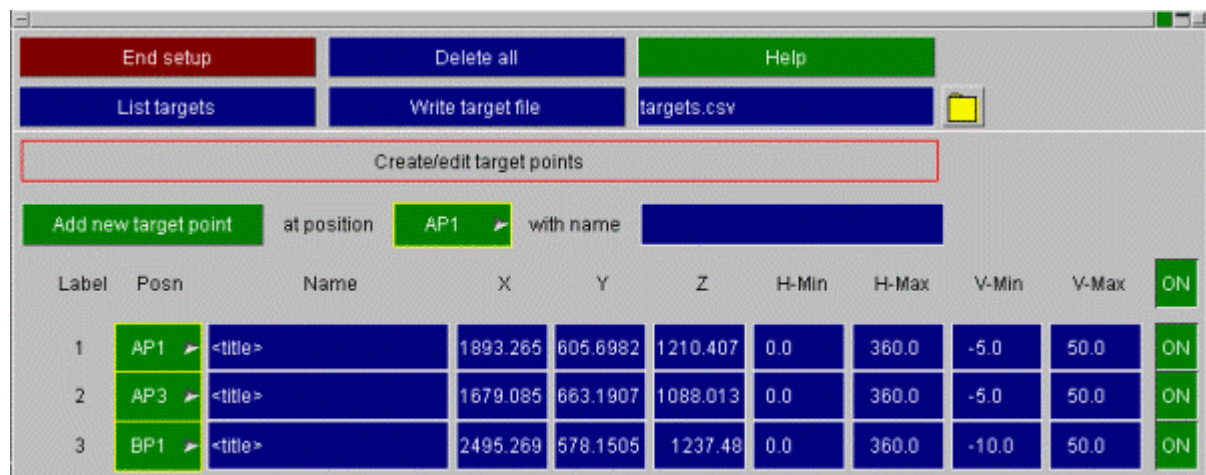 End setup Delete all Help
List targets Write target file targets.csv
Create/edit target points
Add new target point at position AP1 with name
Label Posn Name X Y Z H-Min H-Max V-Min V-Max ON
1 AP1 <title> 1893.265 605.6982 1210.407 0.0 360.0 -5.0 50.0 ON
2 AP3 <title> 1679.085 663.1907 1088.013 0.0 360.0 -5.0 50.0 ON
3 BP1 <title> 2495.269 578.1505 1237.48 0.0 360.0 -10.0 50.0 ON